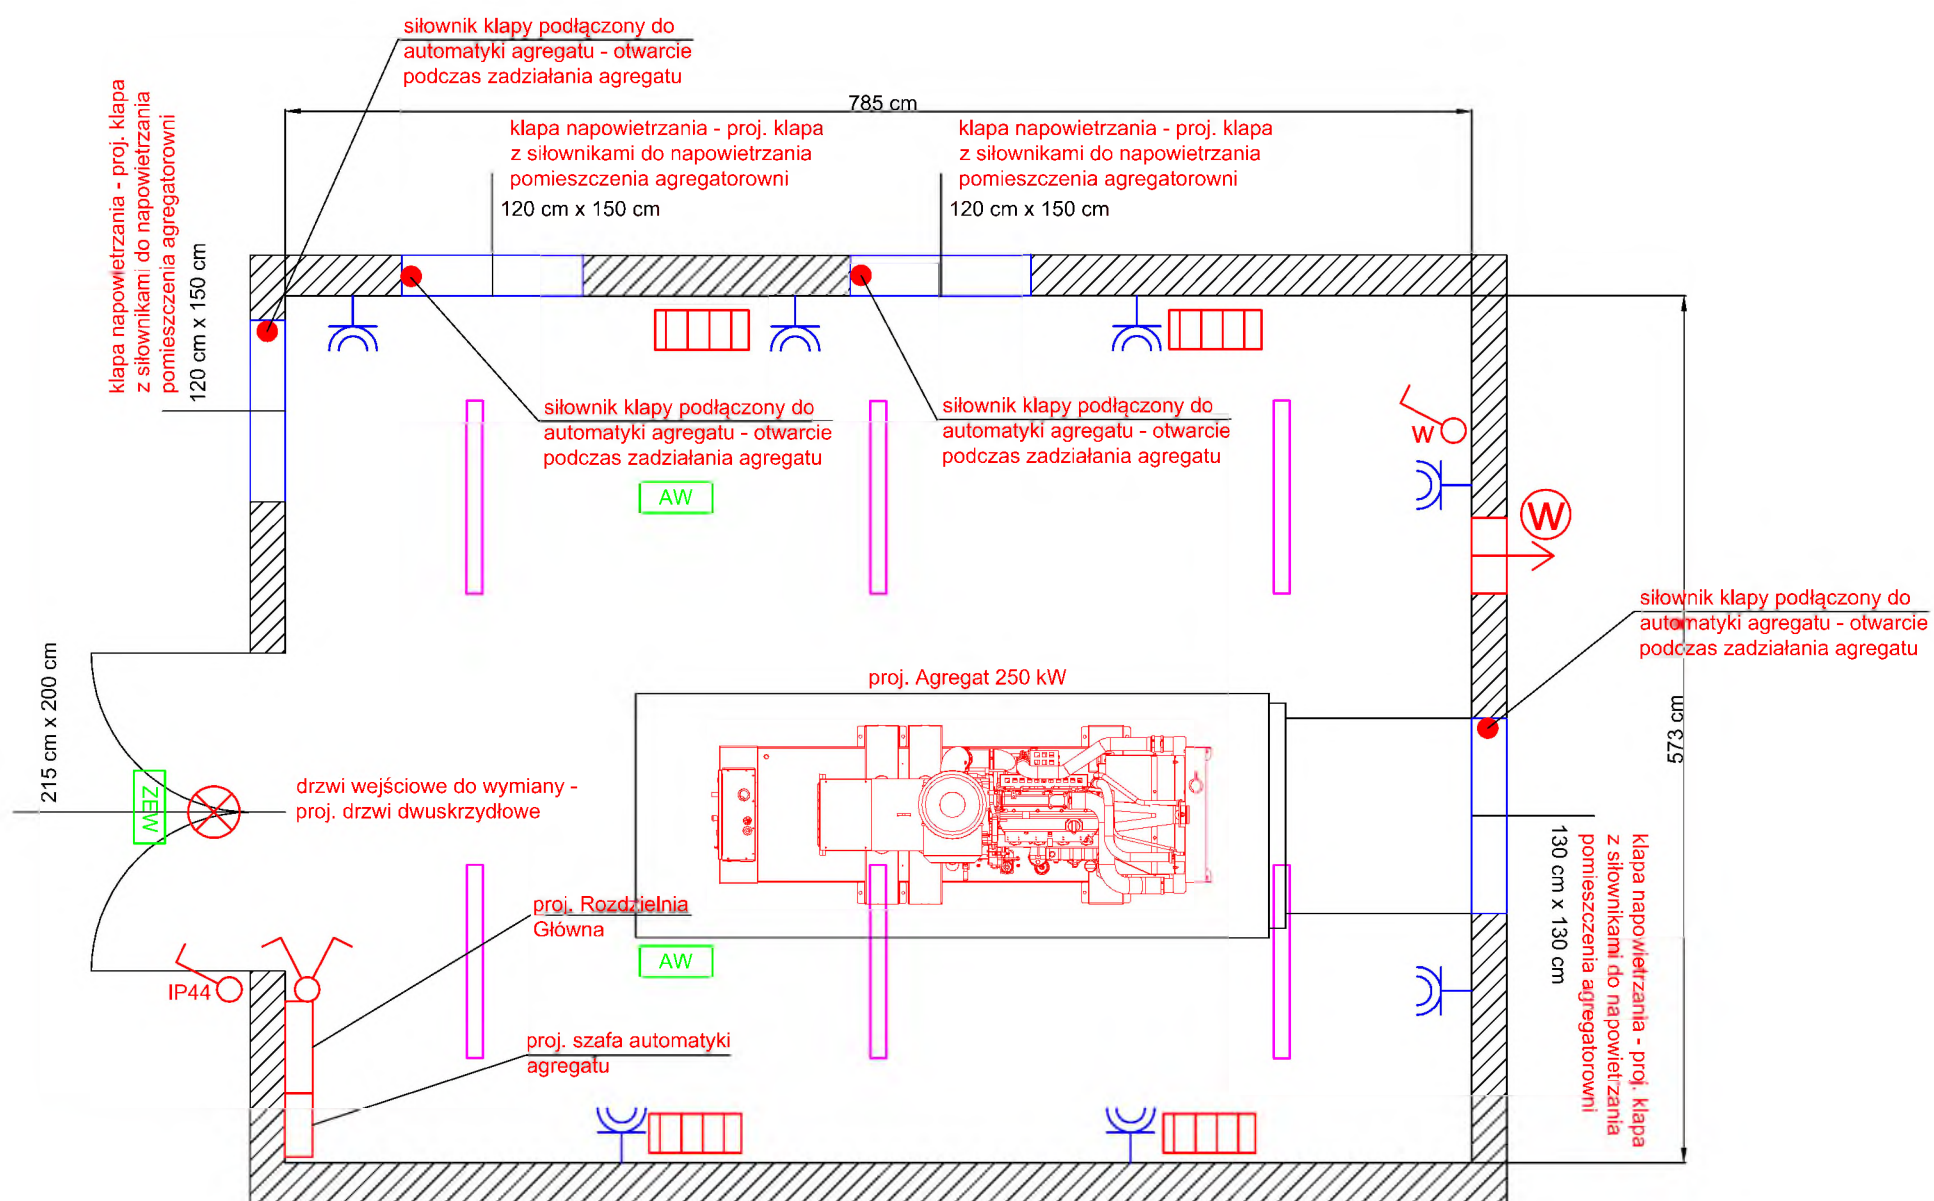 siłownik klapy podłączony do
automatyki agregatu - otwarcie
podczas zadziałania agregatu
785 cm
klapa napowietrzania - proj. klapa
z siłownikami do napowietrzania
pomieszczenia agregatorowni
120 cm x 150 cm
klapa napowietrzania - proj. klapa
z siłownikami do napowietrzania
pomieszczenia agregatorowni
120 cm x 150 cm
klapa napowietrzania - proj. klapa
z siłownikami do napowietrzania
pomieszczenia agregatorowni
120 cm x 150 cm
siłownik klapy podłączony do
automatyki agregatu - otwarcie
podczas zadziałania agregatu
siłownik klapy podłączony do
automatyki agregatu - otwarcie
podczas zadziałania agregatu
W
AW
W
siłownik klapy podłączony do
automatyki agregatu - otwarcie
podczas zadziałania agregatu
proj. Agregat 250 kW
573 cm
215 cm x 200 cm
ZEW
drzwi wejściowe do wymiany -
proj. drzwi dwuskrzydłowe
klapa napowietrzania - proj. klapa
z siłownikami do napowietrzania
pomieszczenia agregatorowni
130 cm x 130 cm
proj. Rozdzielnia
Główna
AW
IP44
proj. szafa automatyki
agregatu